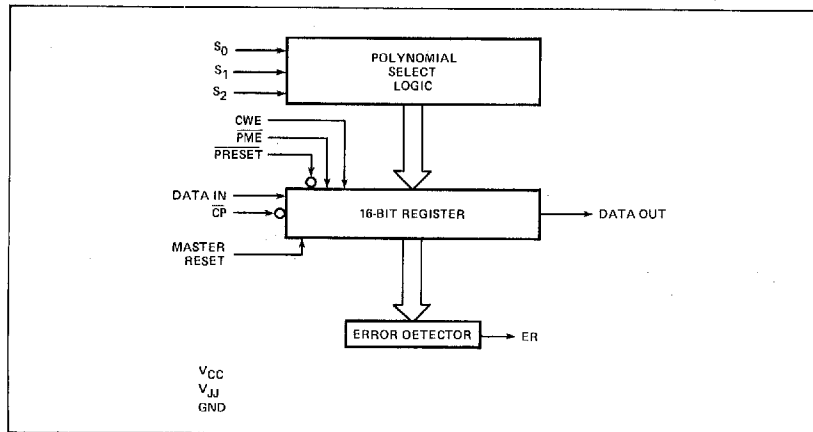 S0
S1
S2
POLYNOMIAL
SELECT
LOGIC
CWE
PME
PRESET
DATA IN
CP
16-BIT REGISTER
DATA OUT
MASTER
RESET
ERROR DETECTOR
ER
VCC
VJJ
GND